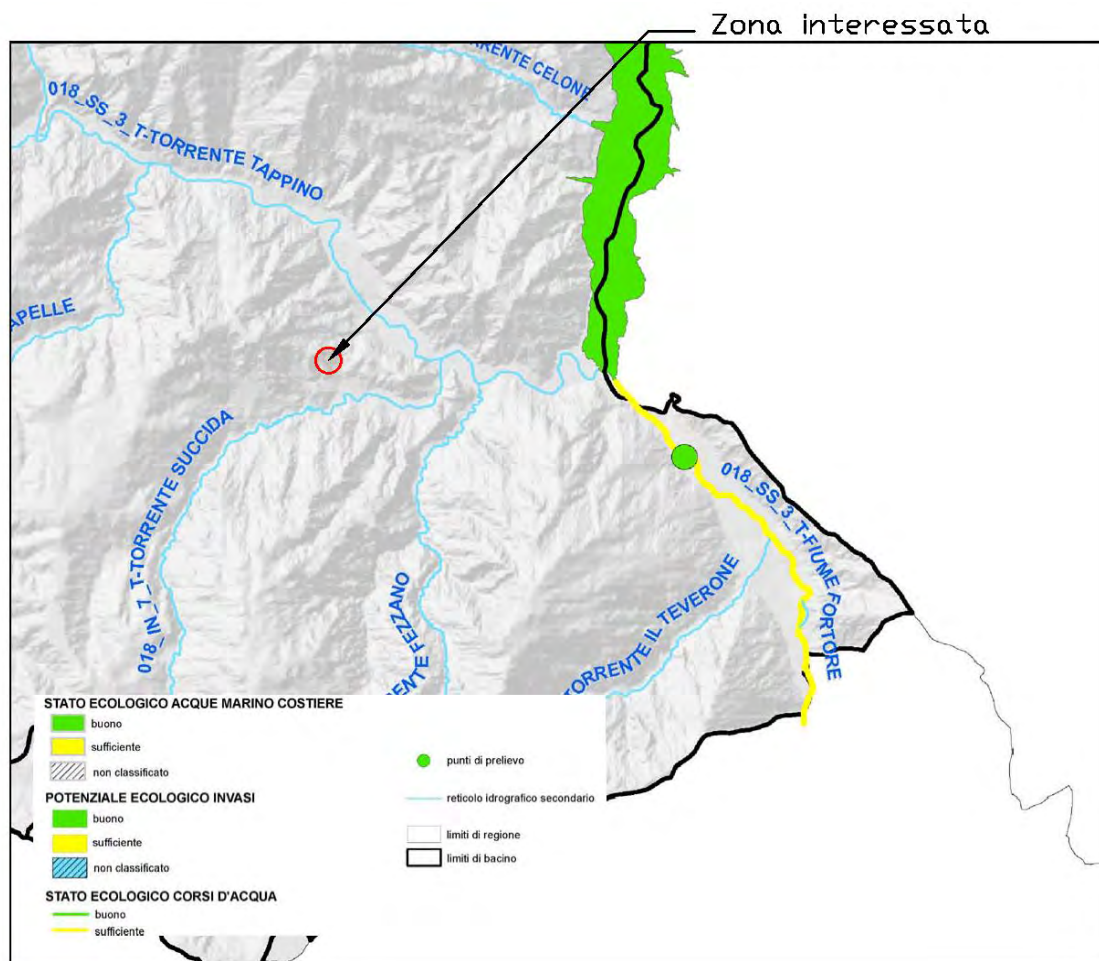 Zona interessata
RENTE CELONE
018_SS_3_T-TORRENTE TAPPINO
APELLE
018_IN_7_T-TORRENTE SUCCIDA
ENTE FEZZANO
TORRENTE IL TEVERONE
018_SS_3_T-FIUME FORTORE
STATO ECOLOGICO ACQUE MARINO COSTIERE
buono
sufficiente
non classificato
POTENZIALE ECOLOGICO INVASI
buono
sufficiente
non classificato
STATO ECOLOGICO CORSI D'ACQUA
buono
sufficiente
punti di prelievo
reticolo idrografico secondario
limiti di regione
limiti di bacino